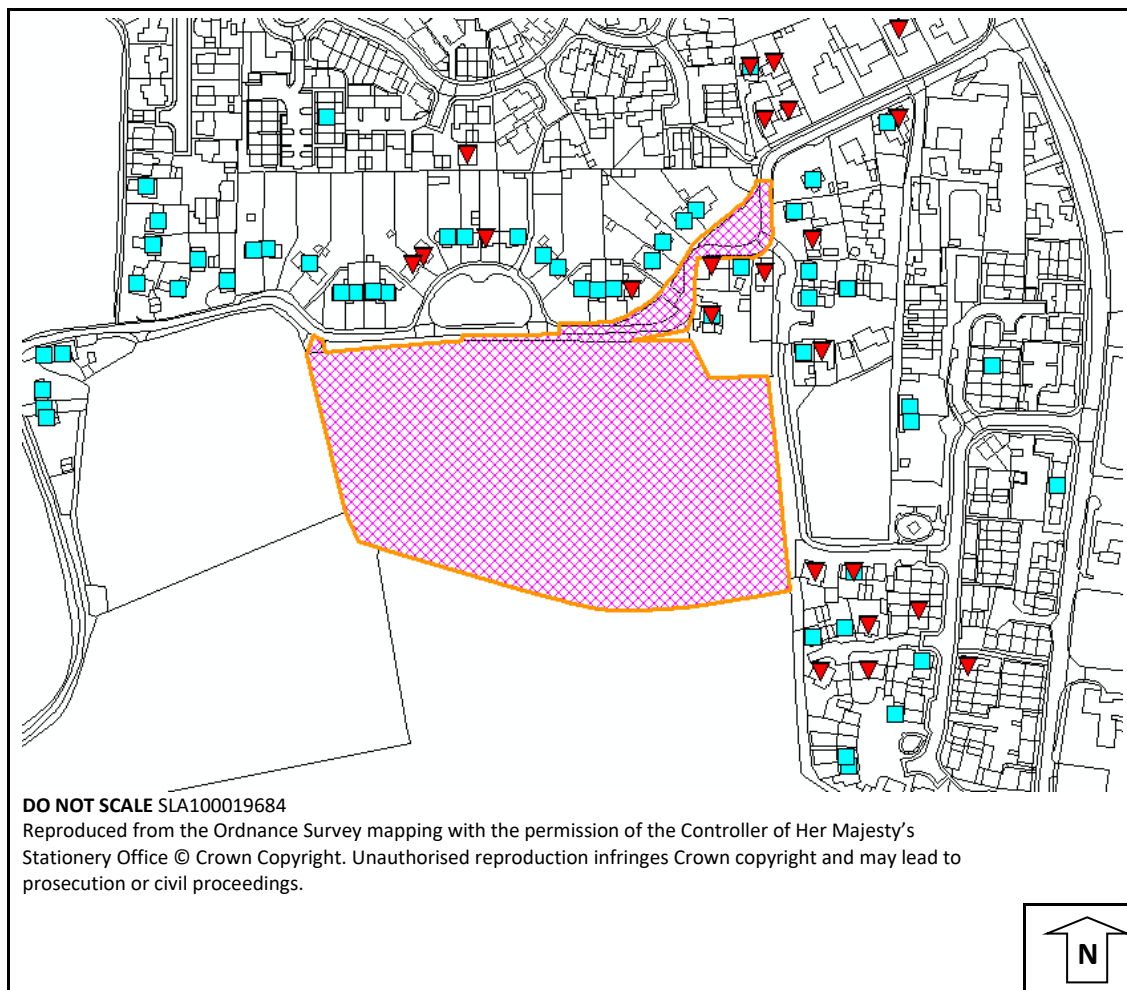 DO NOT SCALE SLA100019684
Reproduced from the Ordnance Survey mapping with the permission of the Controller of Her Majesty's
Stationery Office © Crown Copyright. Unauthorised reproduction infringes Crown copyright and may lead to
prosecution or civil proceedings.
N